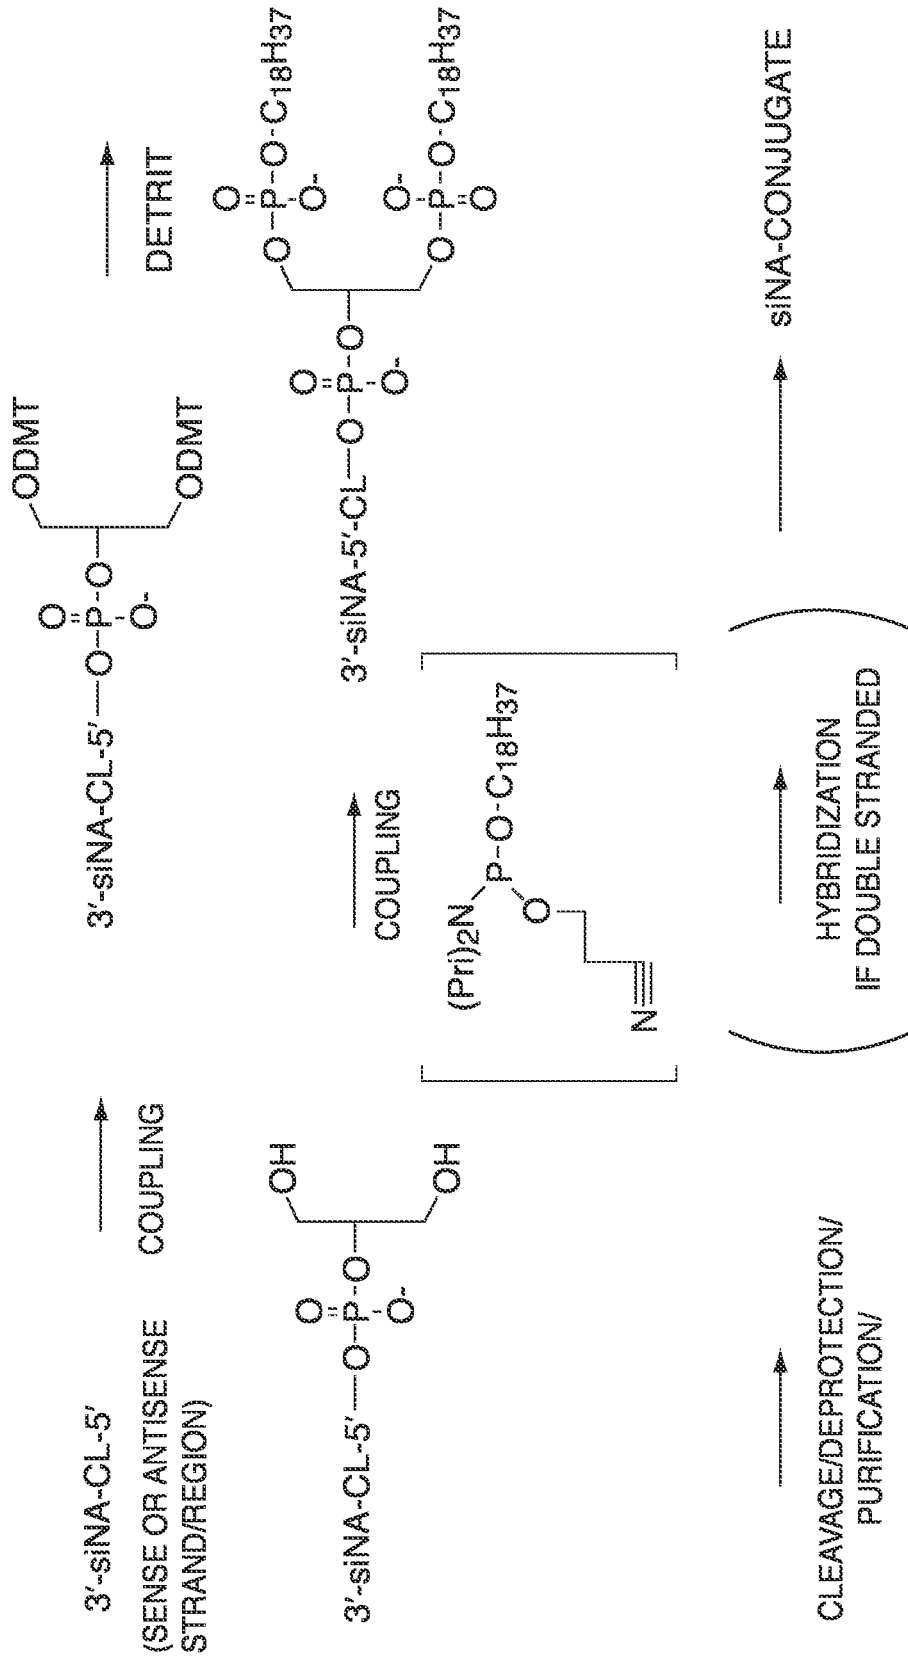 3'-siNA-CL-5'
(SENSE OR ANTISENSE
STRAND/REGION)
COUPLING
3'-siNA-CL-5'—O-P-O
O
O-
ODMT
ODMT
DETRIT
3'-siNA-CL-5'—O-P-O
O
O-
OH
OH
COUPLING
(Pri)2N
P-O-C18H37
O
N
3'-siNA-5'-CL—O-P-O
O
O-
O-P-O-C18H37
O
O-
O-P-O-C18H37
O-
O
CLEAVAGE/DEPROTECTION/
PURIFICATION/
HYBRIDIZATION
IF DOUBLE STRANDED
siNA-CONJUGATE